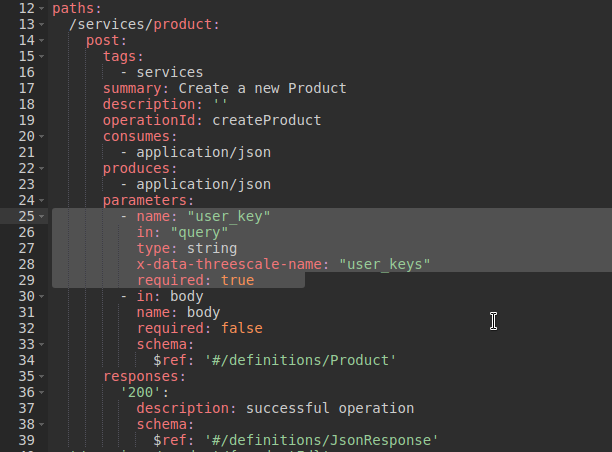 12 paths:
13 /services/product:
14 post:
15 tags:
16 - services
17 summary: Create a new Product
18 description: ''
19 operationId: createProduct
20 consumes:
21 - application/json
22 produces:
23 - application/json
24 parameters:
25 - name: "user_key"
26 in: "query"
27 type: string
28 x-data-threescale-name: "user_keys"
29 required: true
30 - in: body
31 name: body
32 required: false
33 schema:
34 $ref: '#/definitions/Product'
35 responses:
36 '200':
37 description: successful operation
38 schema:
39 $ref: '#/definitions/JsonResponse'